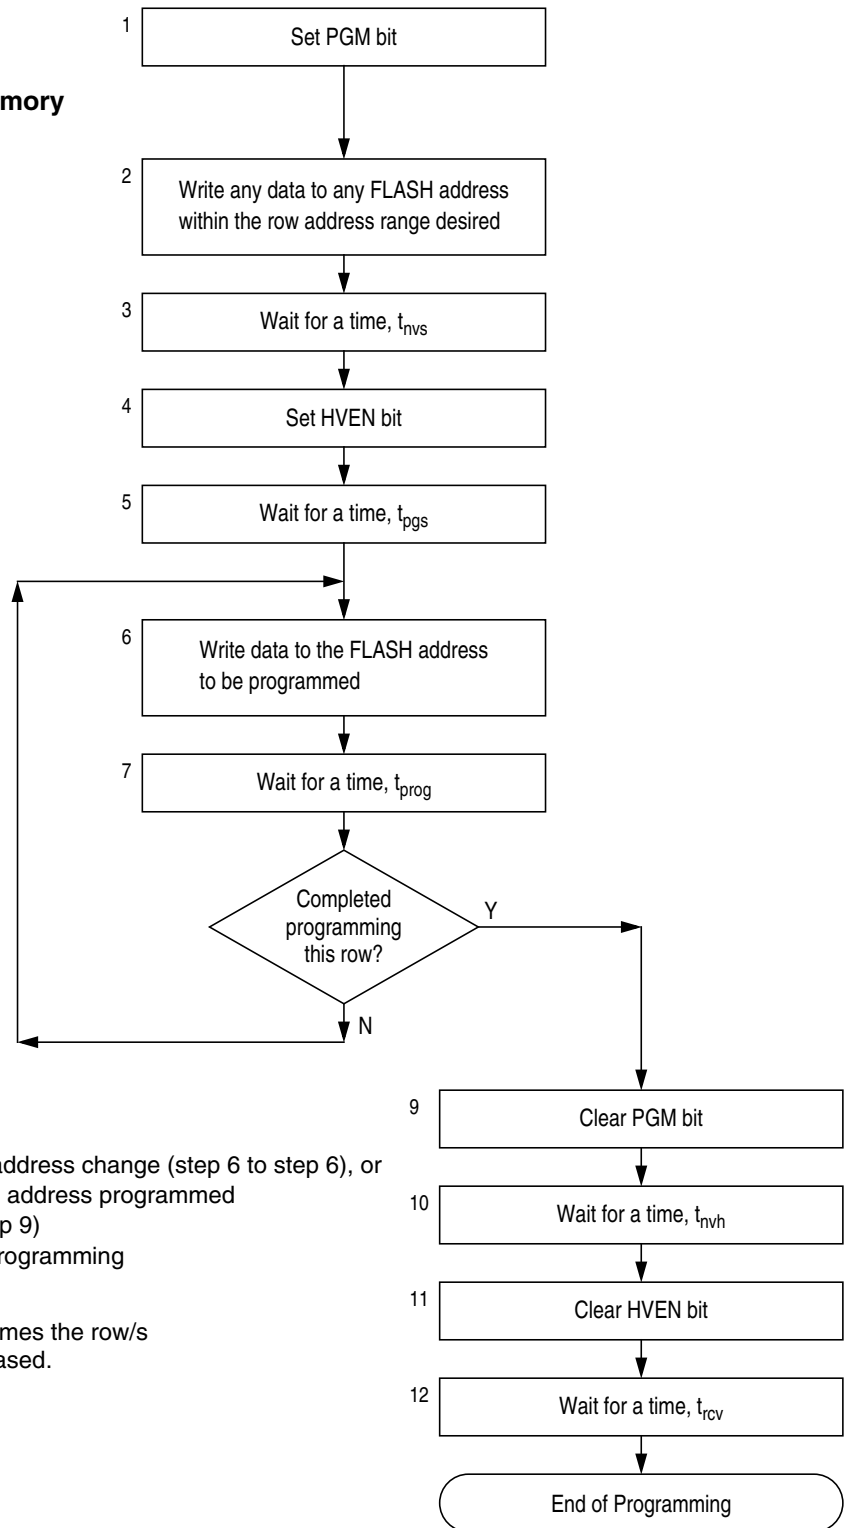 1
Set PGM bit
mory
2
Write any data to any FLASH address
within the row address range desired
3
Wait for a time, tnvs
4
Set HVEN bit
5
Wait for a time, tpgs
6
Write data to the FLASH address
to be programmed
7
Wait for a time, tprog
Completed
programming
this row?
Y
N
9
Clear PGM bit
address change (step 6 to step 6), or
address programmed
p 9)
rogramming
mes the row/s
ased.
10
Wait for a time, tnvh
11
Clear HVEN bit
12
Wait for a time, trcv
End of Programming